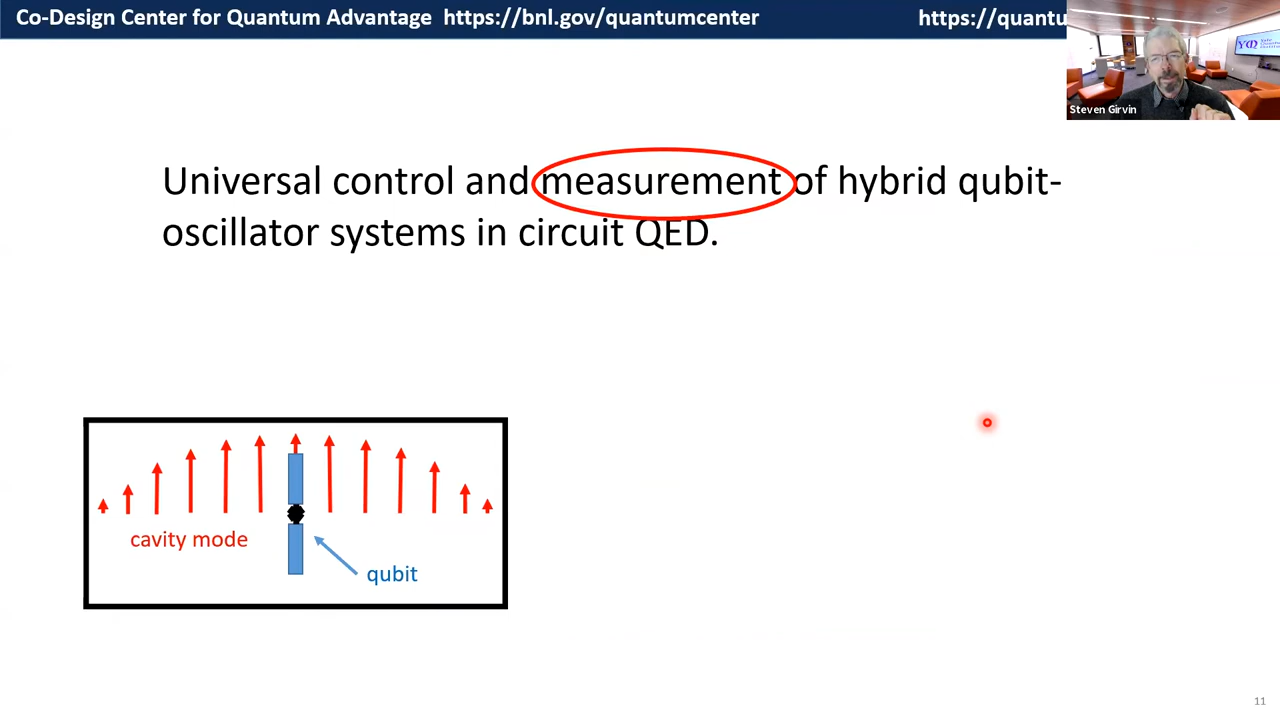 Co-Design Center for Quantum Advantage https://bnl.gov/quantumcenter https://quantu
Steven Girvin
Universal control and measurement of hybrid qubit-
oscillator systems in circuit QED.
cavity mode
qubit
11